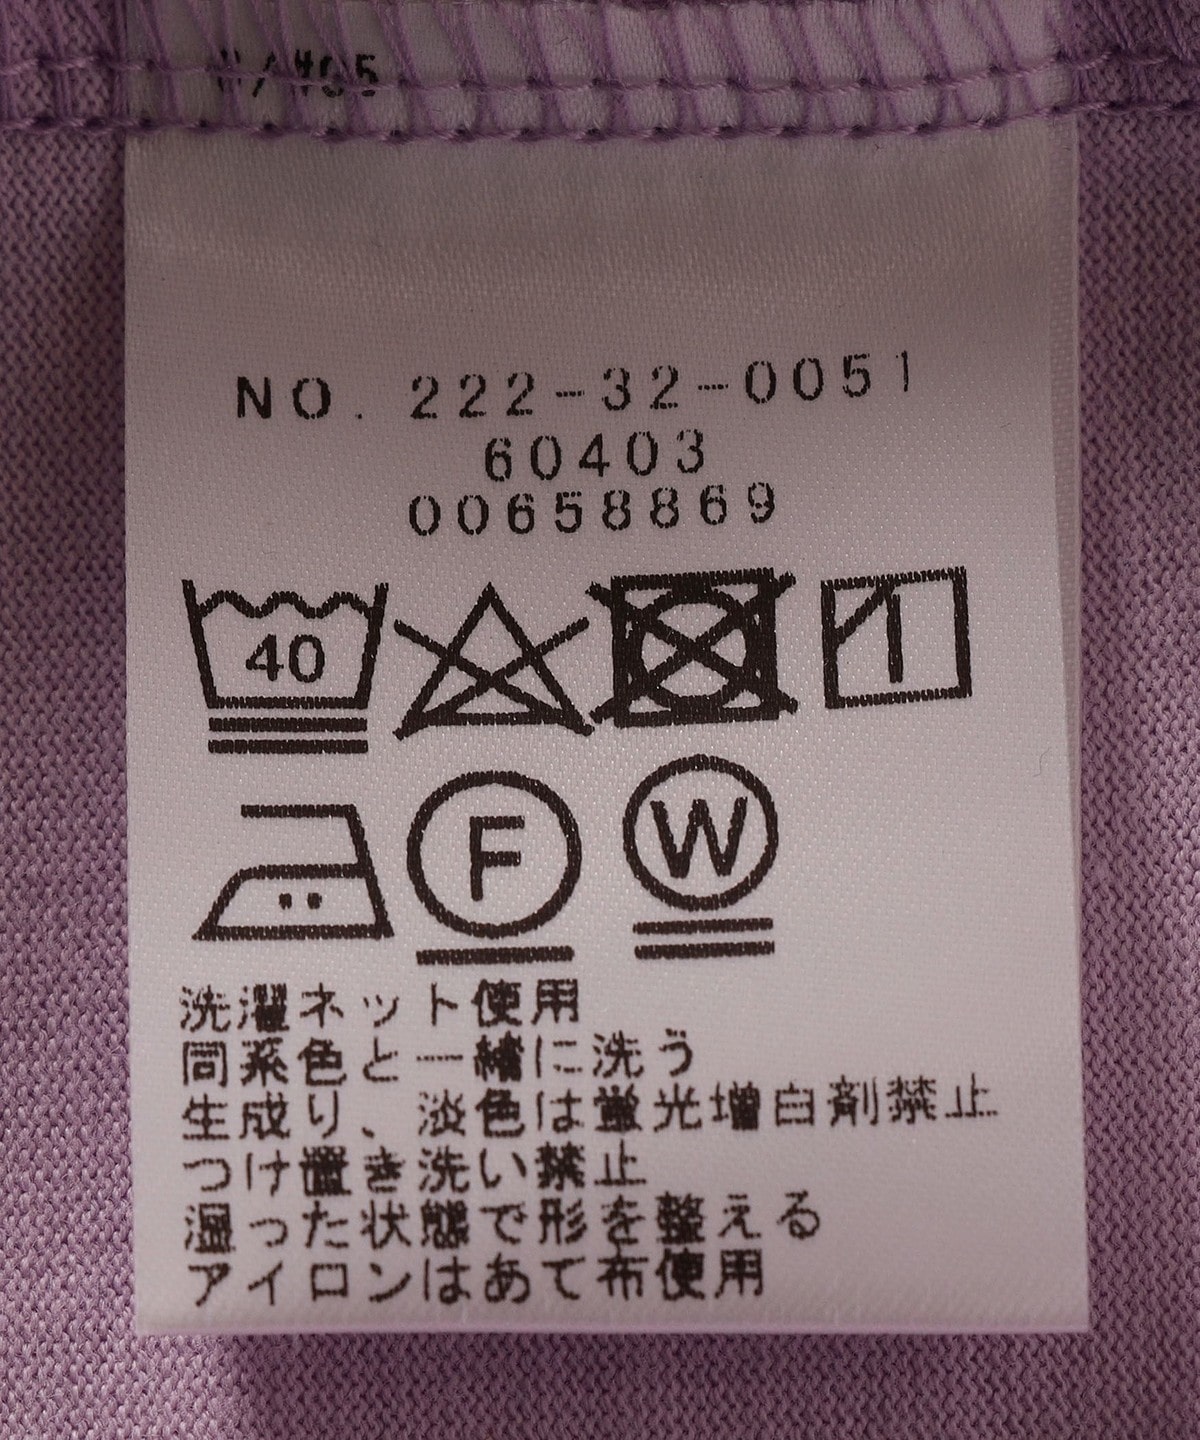 NO. 222-32-0051
60403
00658869
40
F
W
洗濯ネット使用
同系色と一緒に洗う
生成り、淡色は蛍光増白剤禁止
つけ置き洗い禁止
湿った状態で形を整える
アイロンはあて布使用